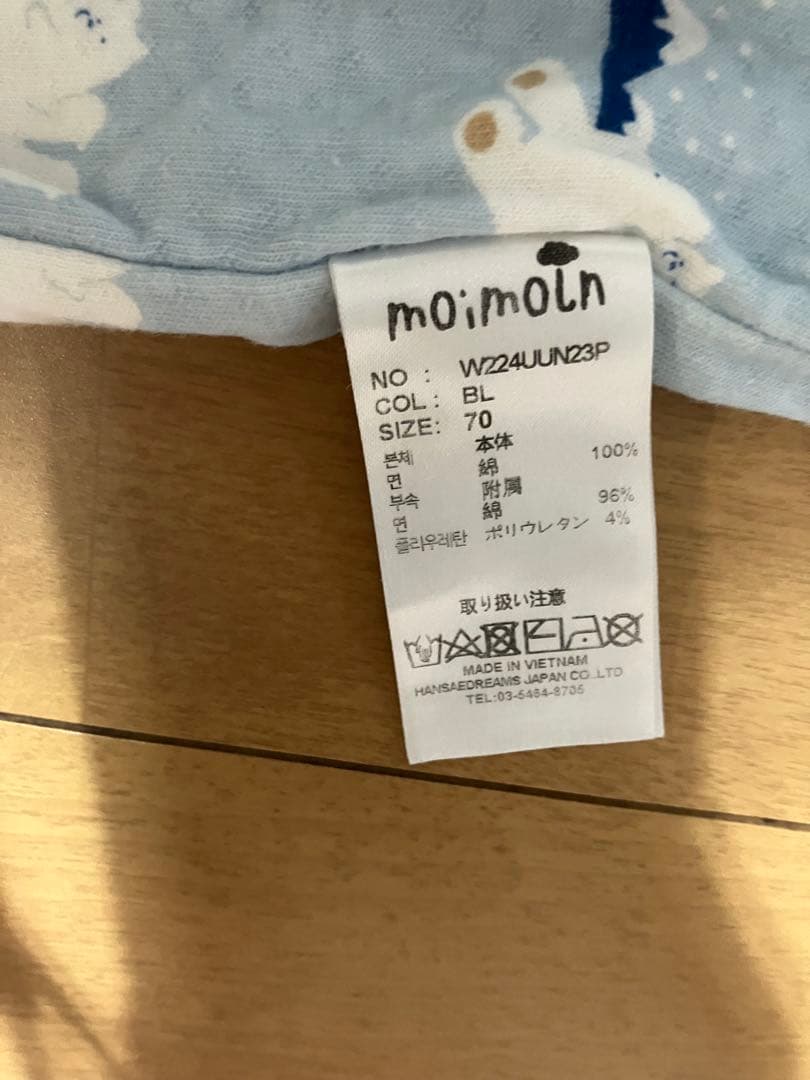 moimoln
NO : W224UUN23P
COL : BL
SIZE: 70
본체 本体
면 綿 100%
부속 附属
면 綿 96%
폴리우레탄 ポリウレタン 4%
取り扱い注意
MADE IN VIETNAM
HANSAEDREAMS JAPAN CO.,LTD
TEL:03-5464-8705